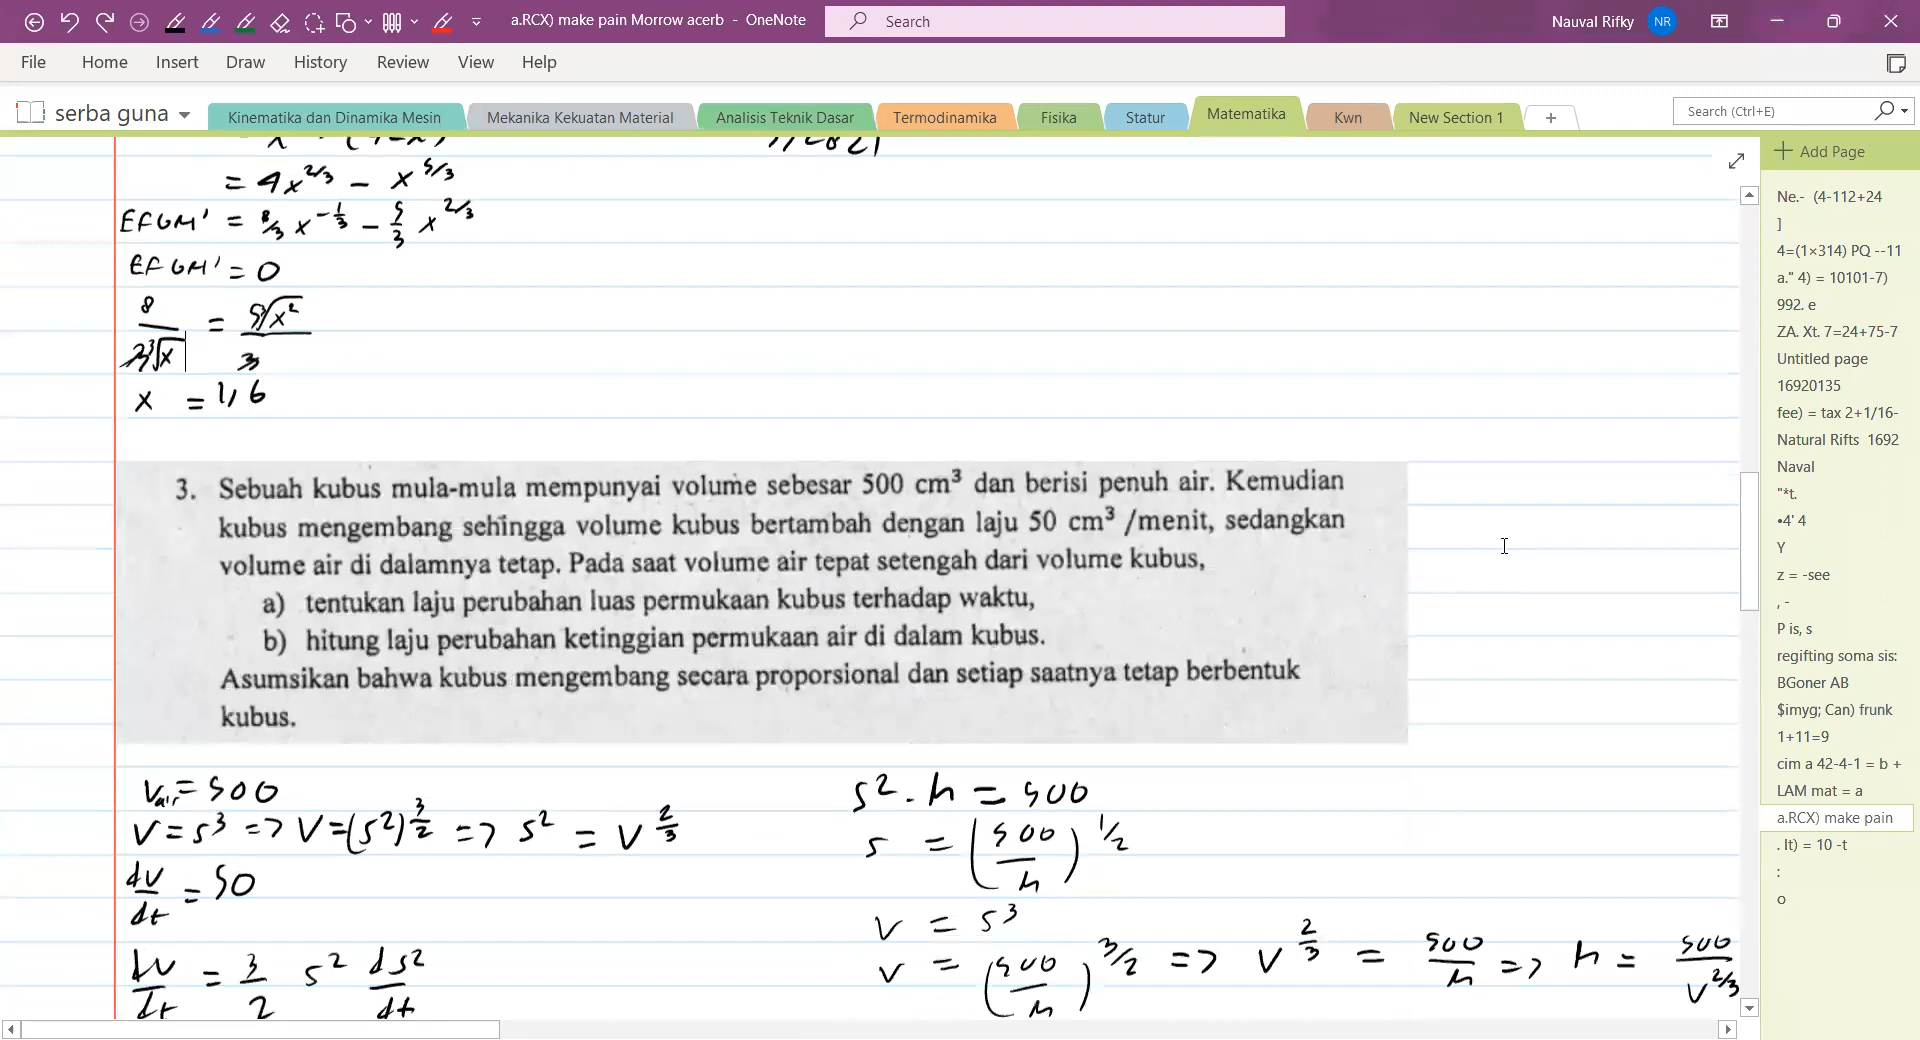 a.RCX) make pain Morrow acerb - OneNote
Search
Nauval Rifky NR
File Home Insert Draw History Review View Help
serba guna
Kinematika dan Dinamika Mesin Mekanika Kekuatan Material Analisis Teknik Dasar Termodinamika Fisika Statur Matematika Kwn New Section 1 +
Search (Ctrl+E)
= 4x^{2/3} - x^{5/3}
EFGH' = 8/3 x^{-1/3} - 5/3 x^{2/3}
EFGH' = 0
8/(3∛x) = 5∛x²/3
x = 1,6
3. Sebuah kubus mula-mula mempunyai volume sebesar 500 cm³ dan berisi penuh air. Kemudian
kubus mengembang sehingga volume kubus bertambah dengan laju 50 cm³ /menit, sedangkan
volume air di dalamnya tetap. Pada saat volume air tepat setengah dari volume kubus,
a) tentukan laju perubahan luas permukaan kubus terhadap waktu,
b) hitung laju perubahan ketinggian permukaan air di dalam kubus.
Asumsikan bahwa kubus mengembang secara proporsional dan setiap saatnya tetap berbentuk
kubus.
V_air = 500
V = s³ => V = (s²)^{3/2} => s² = V^{2/3}
dV/dt = 50
dV/dt = 3/2 s² ds²/dt
s² . h = 500
s = (500/h)^{1/2}
V = s³
V = (500/h)^{3/2} => V^{2/3} = 500/h => h = 500/V^{2/3}
Add Page
Ne.- (4-112+24
]
4=(1×314) PQ --11
a." 4) = 10101-7)
992. e
ZA. Xt. 7=24+75-7
Untitled page
16920135
fee) = tax 2+1/16-
Natural Rifts 1692
Naval
"*t.
•4' 4
Y
z = -see
, -
P is, s
regifting soma sis:
BGoner AB
$imyg; Can) frunk
1+11=9
cim a 42-4-1 = b +
LAM mat = a
a.RCX) make pain
. It) = 10 -t
:
o